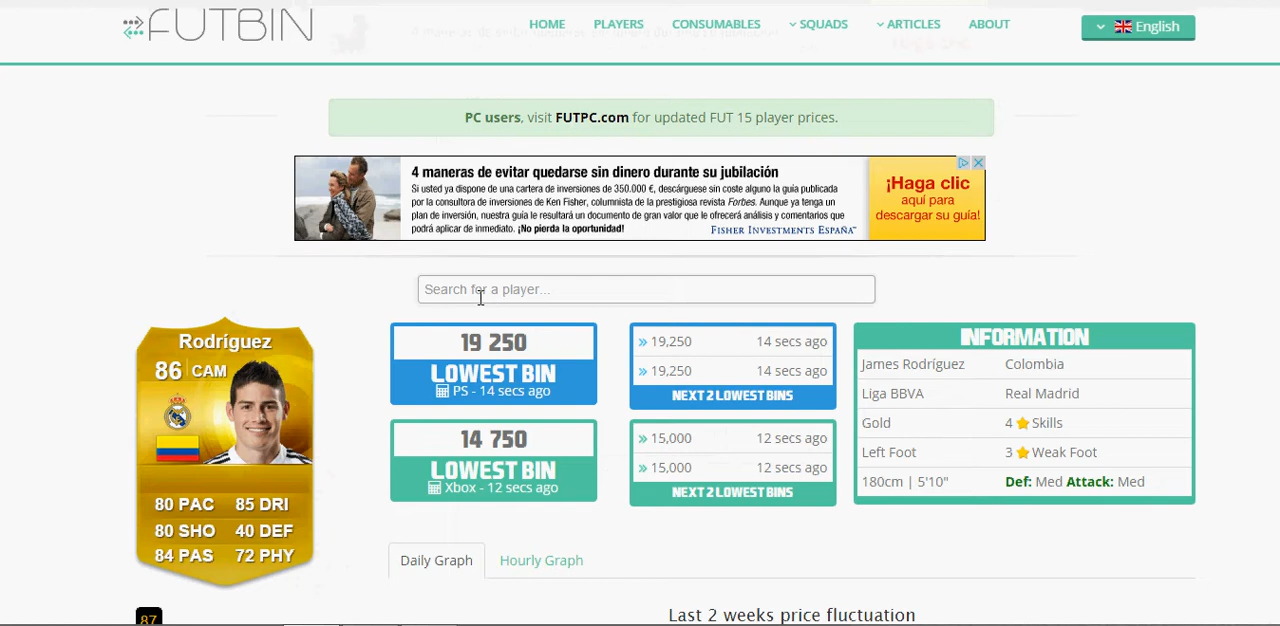 FUTBIN
HOME PLAYERS CONSUMABLES SQUADS ARTICLES ABOUT English
PC users, visit FUTPC.com for updated FUT 15 player prices.
4 maneras de evitar quedarse sin dinero durante su jubilación
Si usted ya dispone de una cartera de inversiones de 350.000 €, descárguese sin coste alguno la guía publicada
por la consultora de inversiones de Ken Fisher, columnista de la prestigiosa revista Forbes. Aunque ya tenga un
plan de inversión, nuestra guía le resultará un documento de gran valor que le ofrecerá análisis y comentarios que
podrá aplicar de inmediato. ¡No pierda la oportunidad!
FISHER INVESTMENTS ESPAÑA™
¡Haga clic
aquí para
descargar su guía!
Search for a player...
Rodríguez
86 CAM
80 PAC 85 DRI
80 SHO 40 DEF
84 PAS 72 PHY
19 250
LOWEST BIN
PS - 14 secs ago
» 19,250 14 secs ago
» 19,250 14 secs ago
NEXT 2 LOWEST BINS
14 750
LOWEST BIN
Xbox - 12 secs ago
» 15,000 12 secs ago
» 15,000 12 secs ago
NEXT 2 LOWEST BINS
INFORMATION
James Rodríguez Colombia
Liga BBVA Real Madrid
Gold 4 Skills
Left Foot 3 Weak Foot
180cm | 5'10" Def: Med Attack: Med
Daily Graph Hourly Graph
87
Last 2 weeks price fluctuation